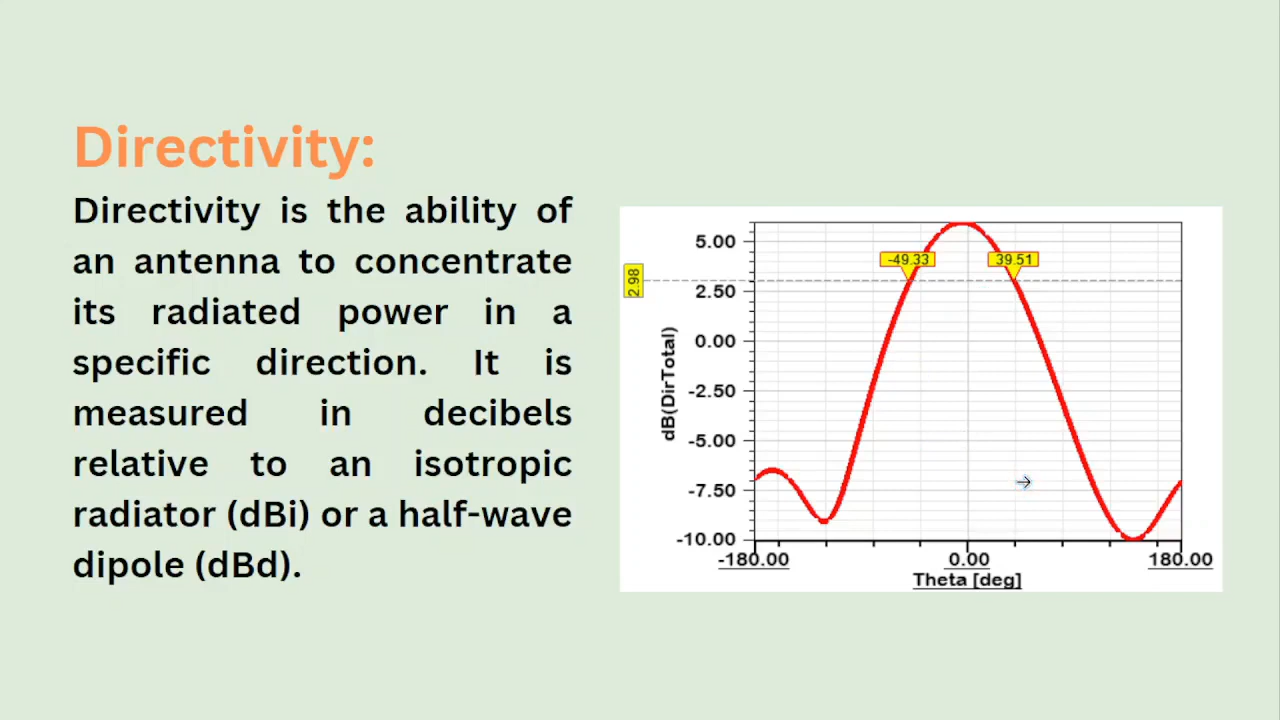 Directivity:
Directivity is the ability of
an antenna to concentrate
its radiated power in a
specific direction. It is
measured in decibels
relative to an isotropic
radiator (dBi) or a half-wave
dipole (dBd).
5.00
2.50
0.00
-2.50
-5.00
-7.50
-10.00
2.98
-49.33
39.51
dB(DirTotal)
-180.00
0.00
180.00
Theta [deg]